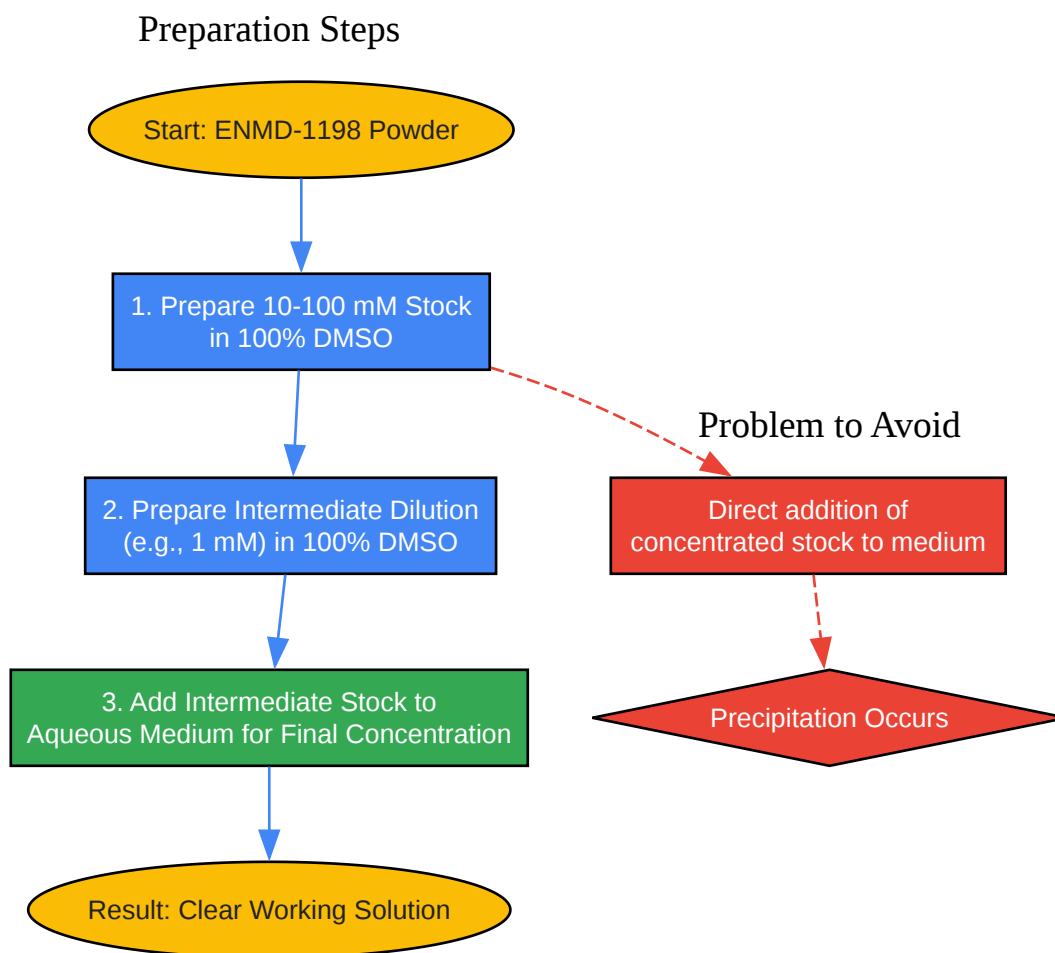 Preparation Steps
Start: ENMD-1198 Powder
1. Prepare 10-100 mM Stock
in 100% DMSO
2. Prepare Intermediate Dilution
(e.g., 1 mM) in 100% DMSO
3. Add Intermediate Stock to
Aqueous Medium for Final Concentration
Result: Clear Working Solution
Problem to Avoid
Direct addition of
concentrated stock to medium
Precipitation Occurs